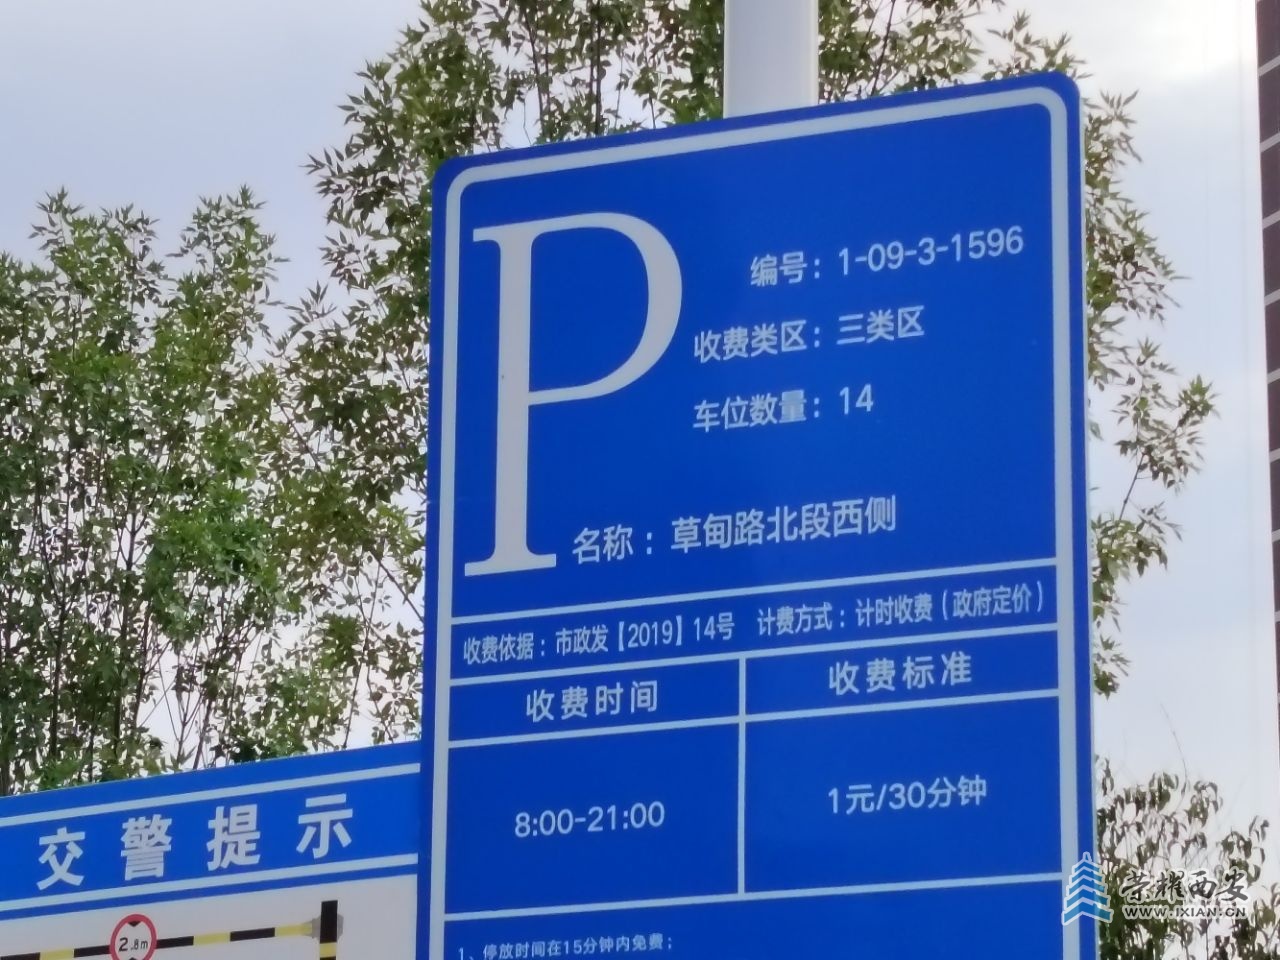 P
编号：1-09-3-1596
收费类区：三类区
车位数量：14
名称：草甸路北段西侧
收费依据：市政发【2019】14号 计费方式：计时收费（政府定价）
收费时间 收费标准
8:00-21:00 1元/30分钟
1、停放时间在15分钟内免费；
交警提示
2.8m
荣耀西安
WWW.IXIAN.CN